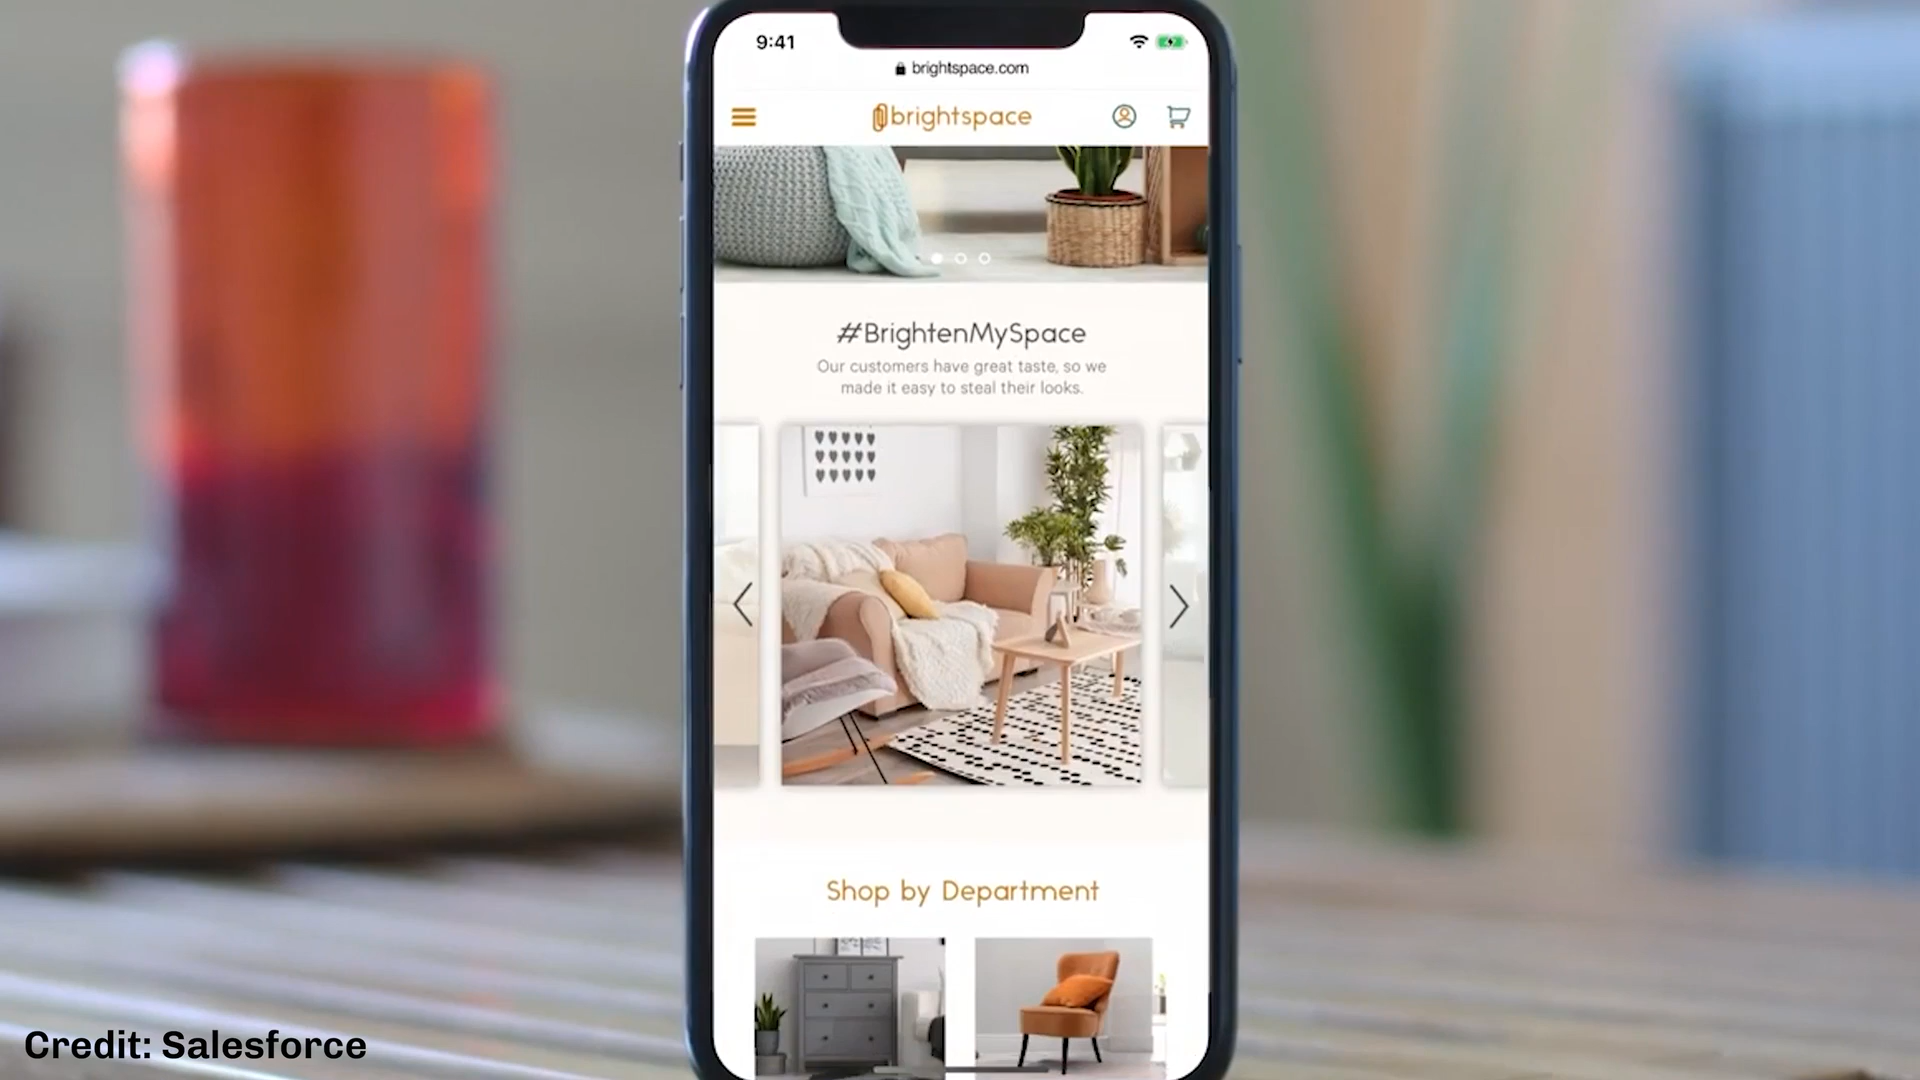 9:41
brightspace.com
brightspace
#BrightenMySpace
Our customers have great taste, so we
made it easy to steal their looks.
Shop by Department
Credit: Salesforce